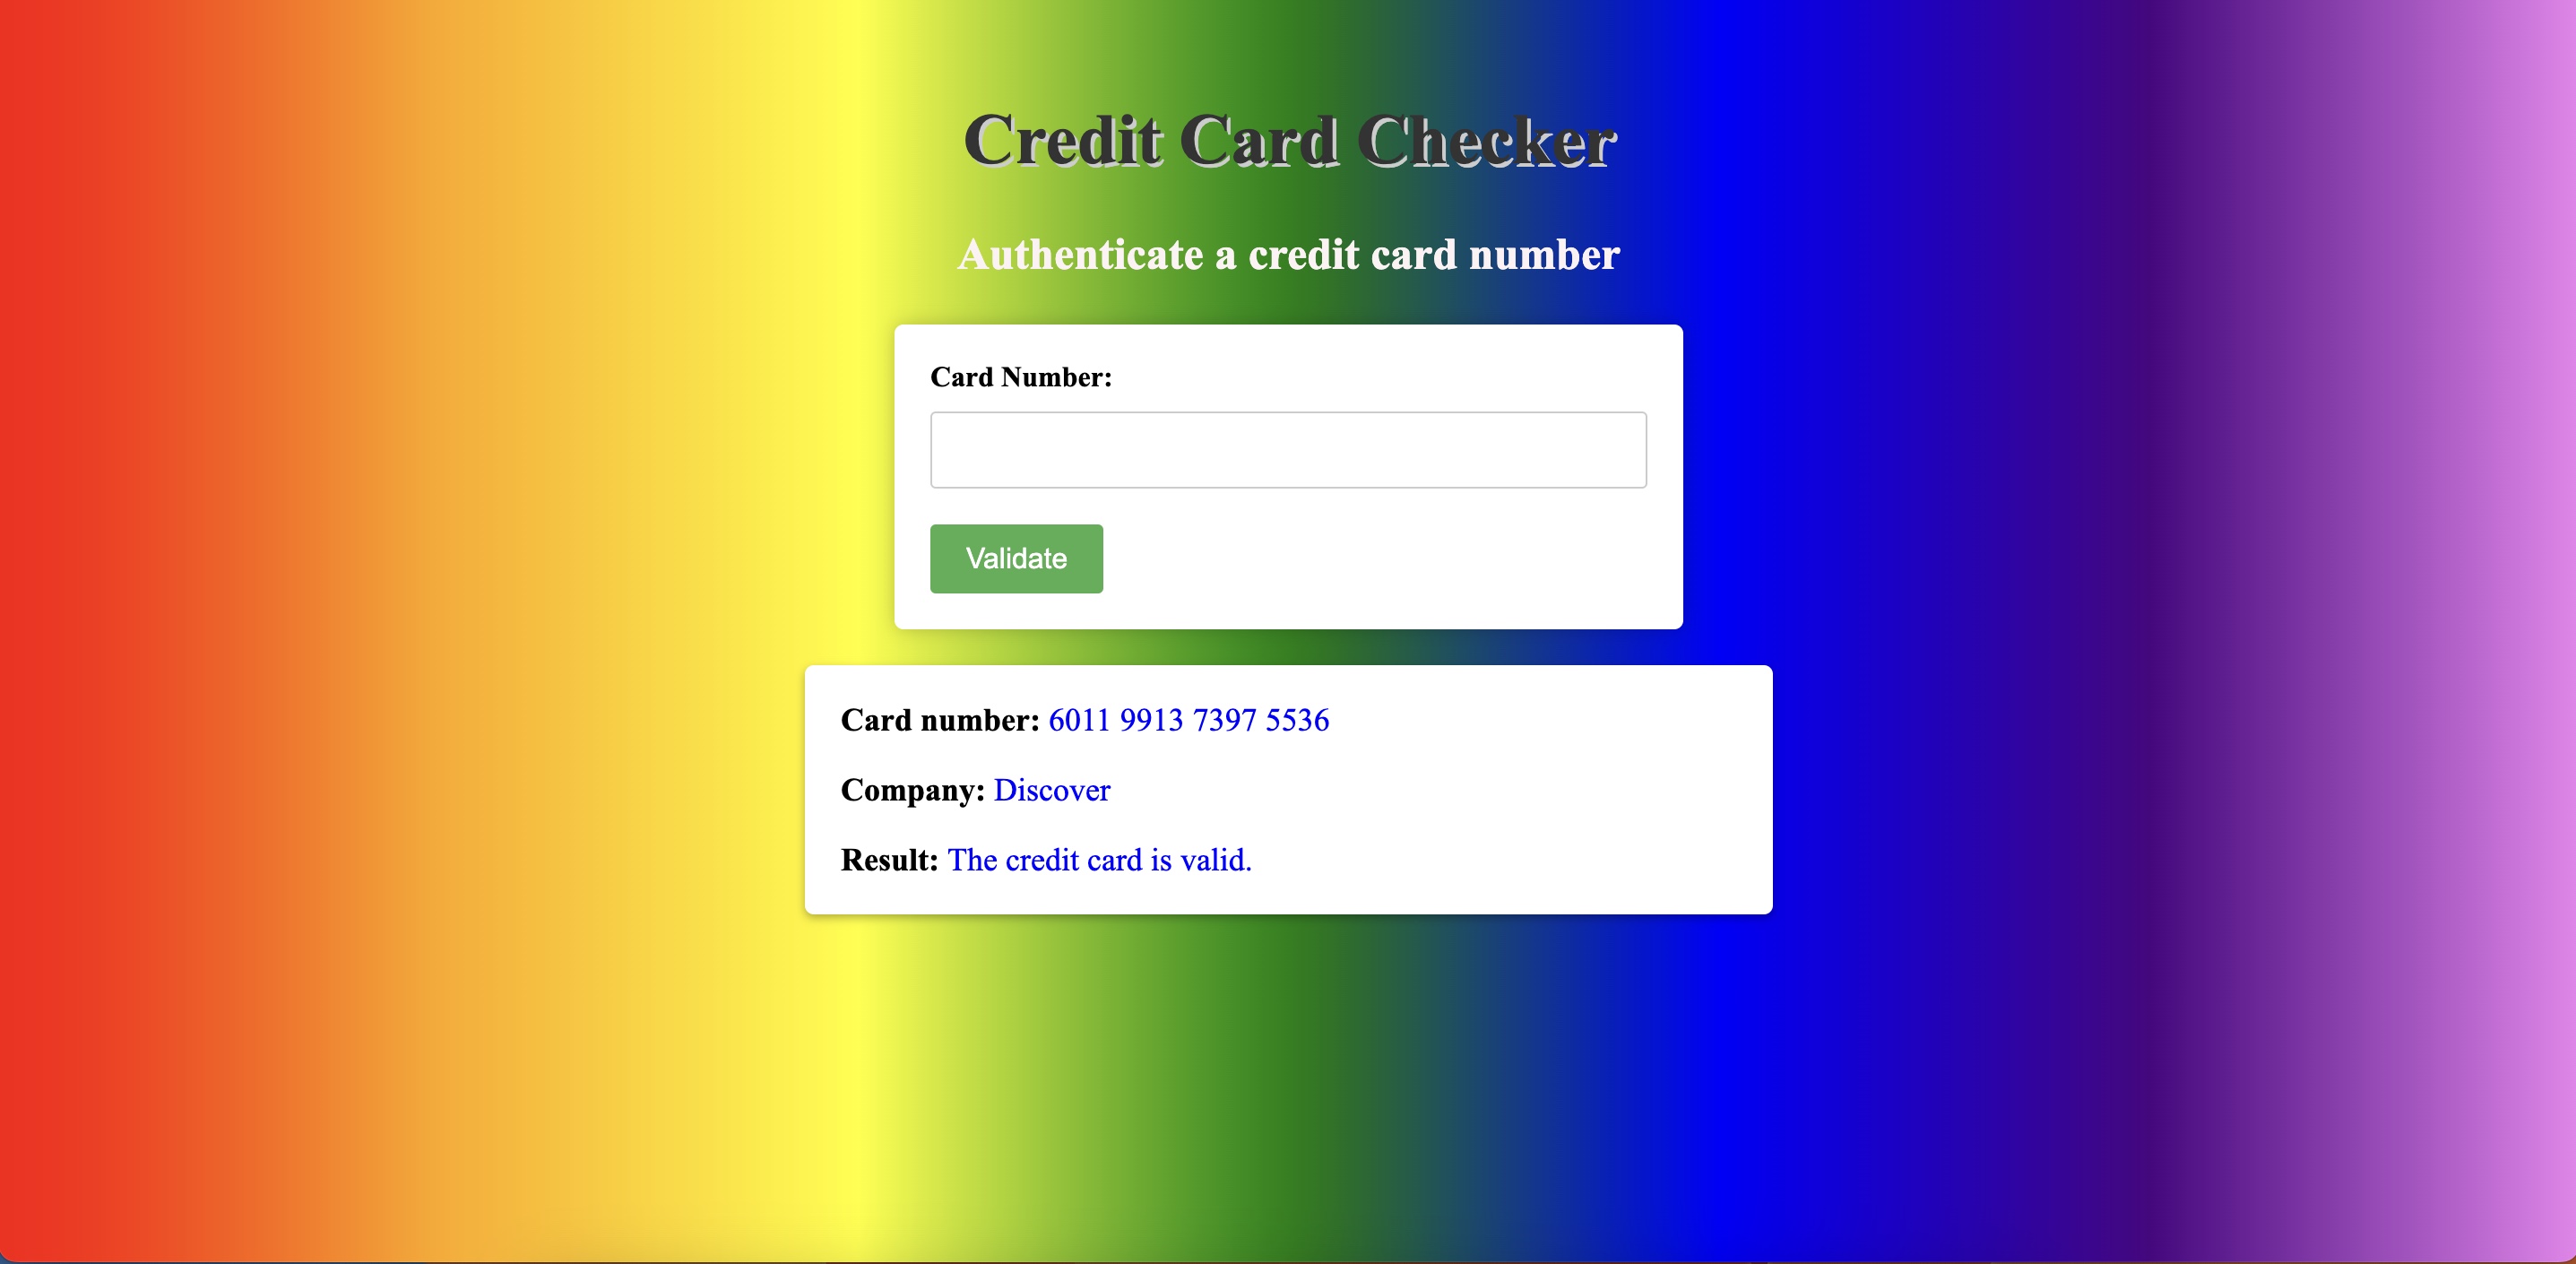 Credit Card Checker
Authenticate a credit card number
Card Number:
Validate
Card number: 6011 9913 7397 5536
Company: Discover
Result: The credit card is valid.